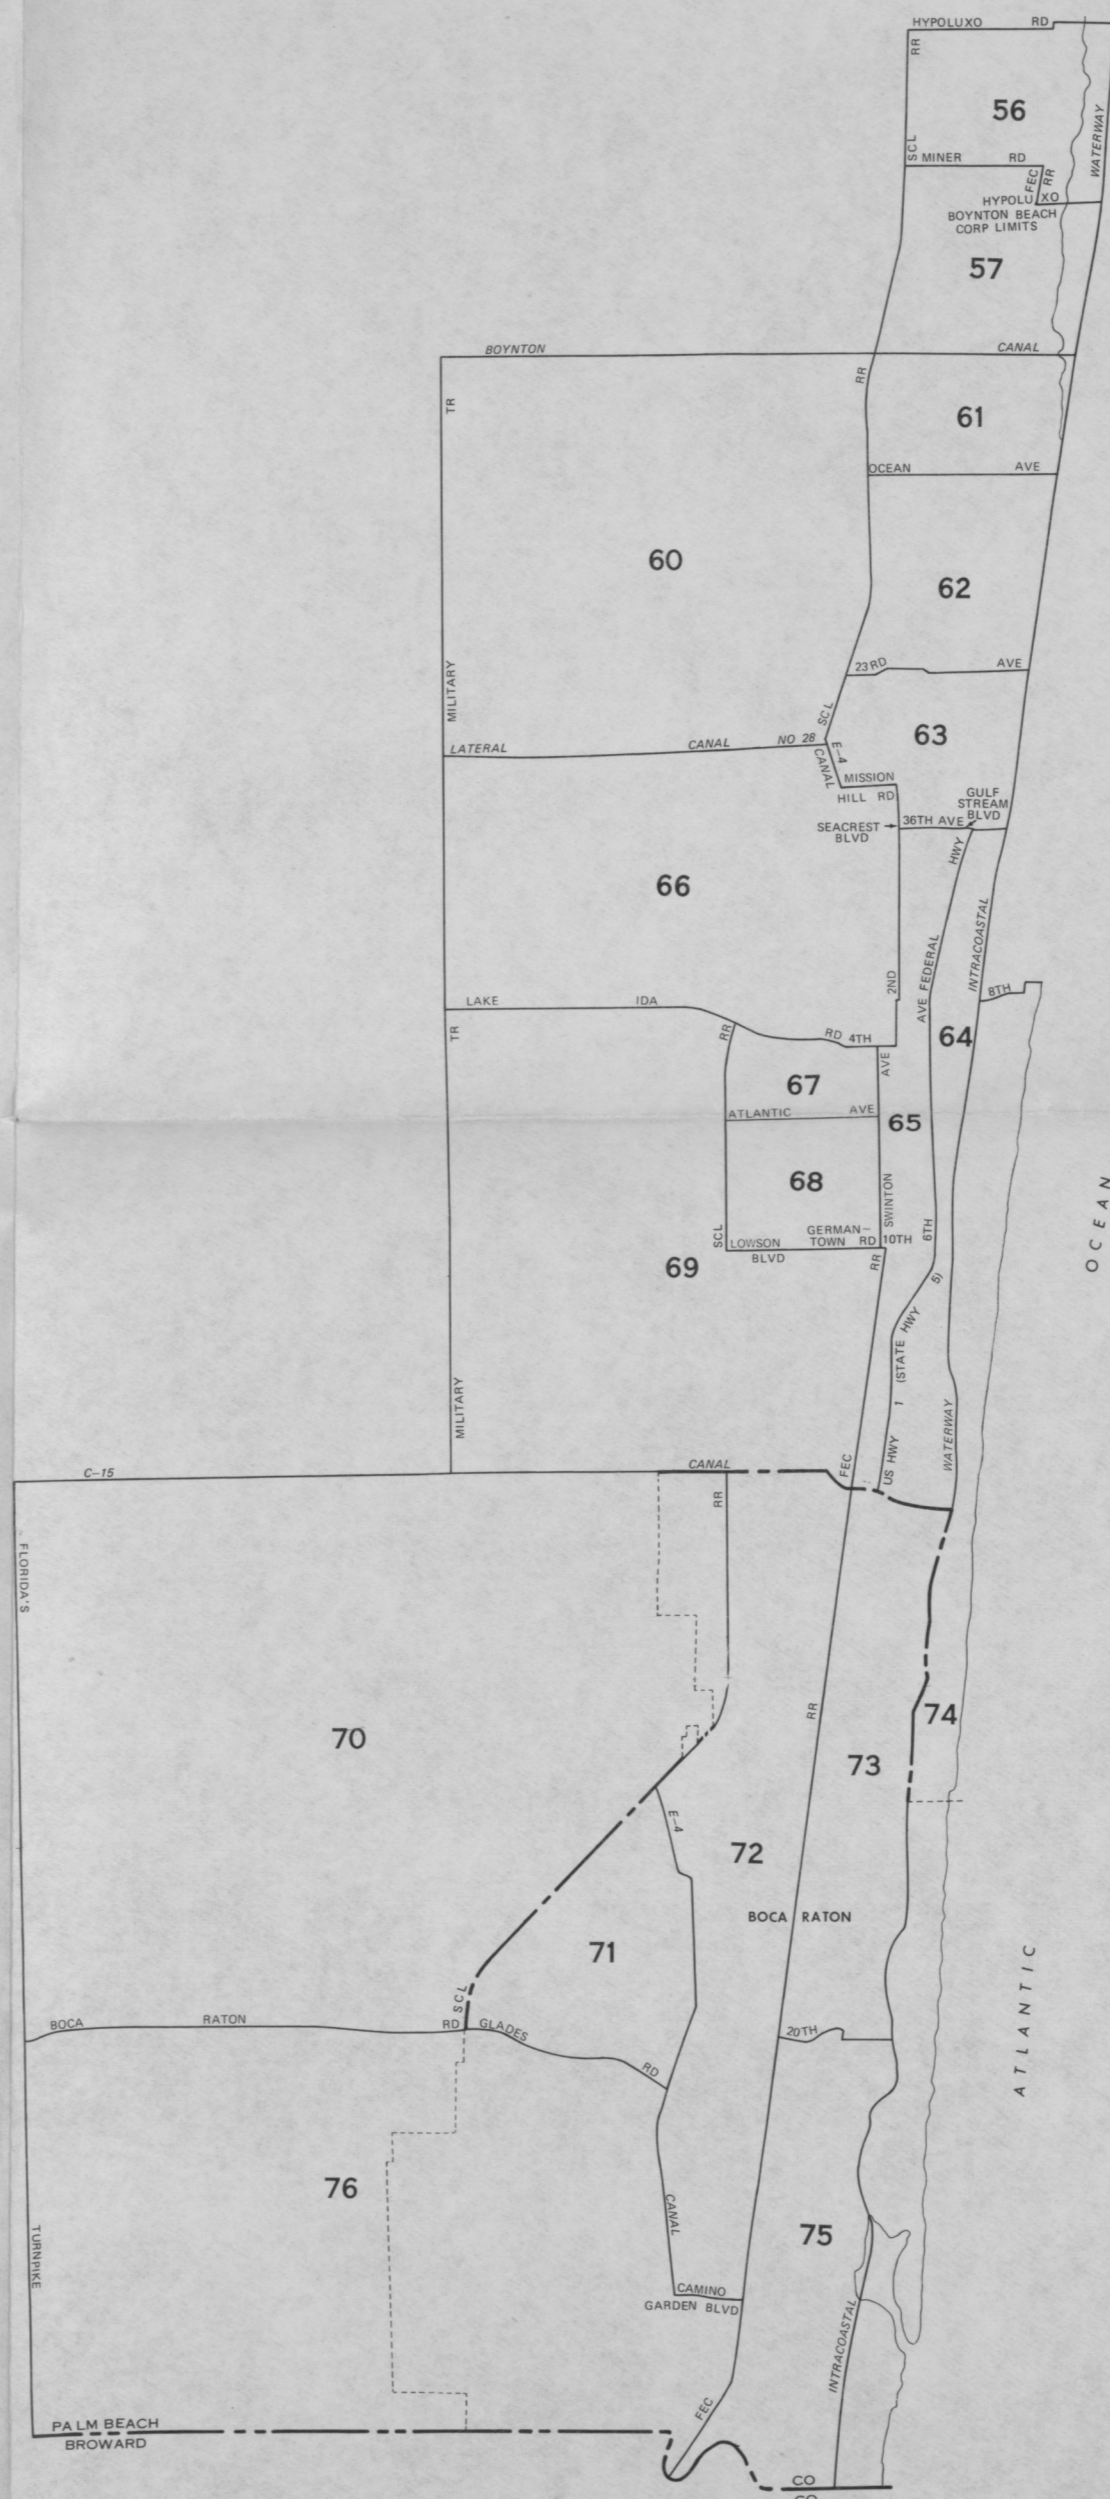 HYPOLUXO RD
RR
56
WATERWAY
SCL
MINER RD
FEC
RR
HYPOLUXO
BOYNTON BEACH
CORP LIMITS
57
BOYNTON CANAL
TR
RR
61
OCEAN AVE
60
62
23RD AVE
MILITARY
SCL
63
LATERAL CANAL NO 28
E-4
CANAL
MISSION
HILL RD
GULF
STREAM
BLVD
SEACREST
BLVD
36TH AVE
HWY
66
INTRACOASTAL
AVE FEDERAL
2ND
8TH
LAKE IDA RD 4TH
TR
RR
64
AVE
67
ATLANTIC AVE
65
68
SWINTON
OCEAN
SCL
GERMAN-
LOWSON TOWN RD 10TH
BLVD
6TH
69
RR
5)
(STATE HWY
MILITARY
1
WATERWAY
C-15 CANAL
FEC
US HWY
RR
FLORIDA'S
70
RR
74
73
E-4
72
BOCA RATON
71
ATLANTIC
SCL
BOCA RATON RD GLADES
20TH
RD
76
CANAL
75
TURNPIKE
CAMINO
GARDEN BLVD
INTRACOASTAL
FEC
PALM BEACH
BROWARD
CO
CO